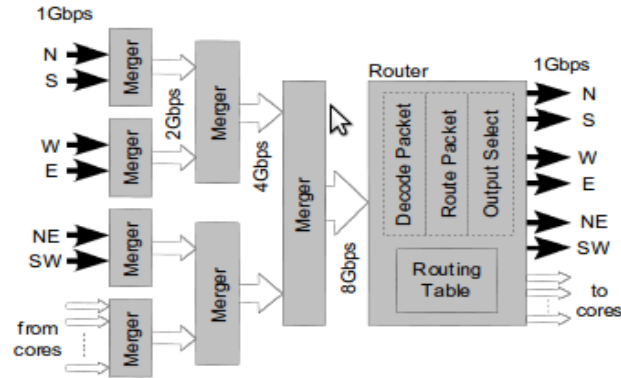 1Gbps
N
S
W
E
NE
SW
from
cores
Merger
Merger
Merger
Merger
2Gbps
Merger
Merger
4Gbps
Merger
8Gbps
Router
Decode Packet
Route Packet
Output Select
Routing
Table
1Gbps
N
S
W
E
NE
SW
to
cores